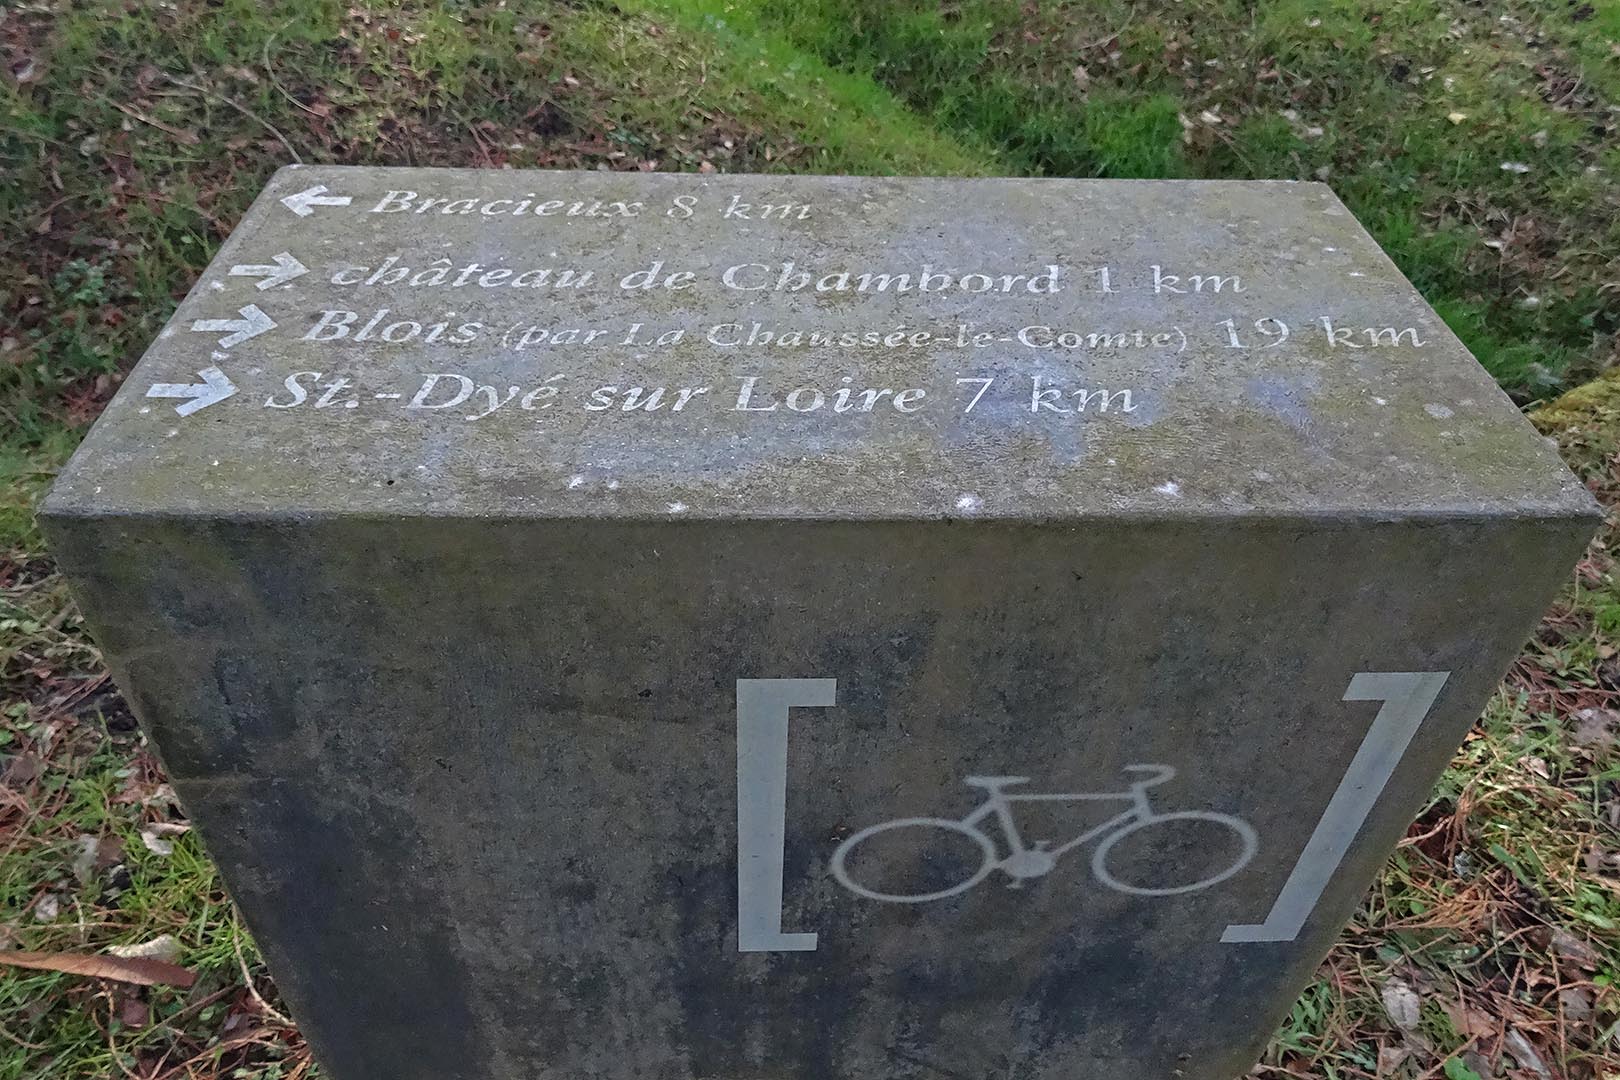 ← Bracieux 8 km
→ château de Chambord 1 km
→ Blois (par La Chaussée-le-Comte) 19 km
→ St.-Dyé sur Loire 7 km
[ ]